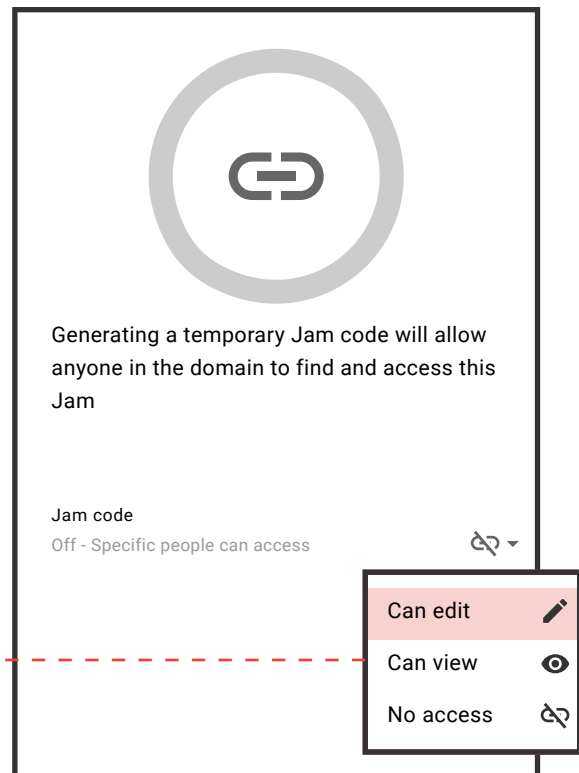 Generating a temporary Jam code will allow
anyone in the domain to find and access this
Jam
Jam code
Off - Specific people can access
Can edit
Can view
No access